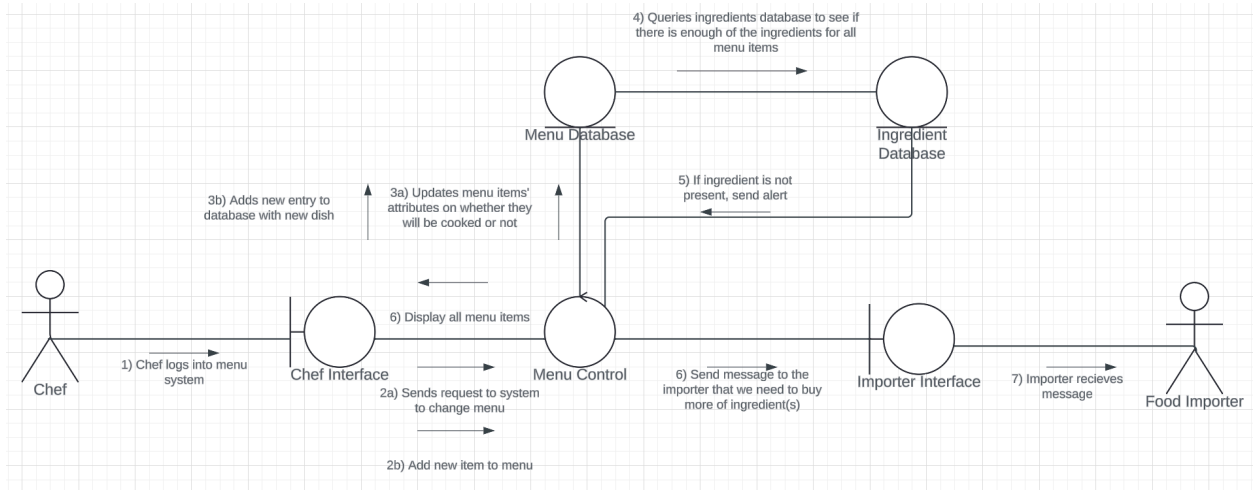 4) Queries ingredients database to see if
there is enough of the ingredients for all
menu items
Menu Database
Ingredient
Database
3b) Adds new entry to
database with new dish
3a) Updates menu items'
attributes on whether they
will be cooked or not
5) If ingredient is not
present, send alert
6) Display all menu items
1) Chef logs into menu
system
Chef
Chef Interface
Menu Control
2a) Sends request to system
to change menu
2b) Add new item to menu
6) Send message to the
importer that we need to buy
more of ingredient(s)
Importer Interface
7) Importer recieves
message
Food Importer